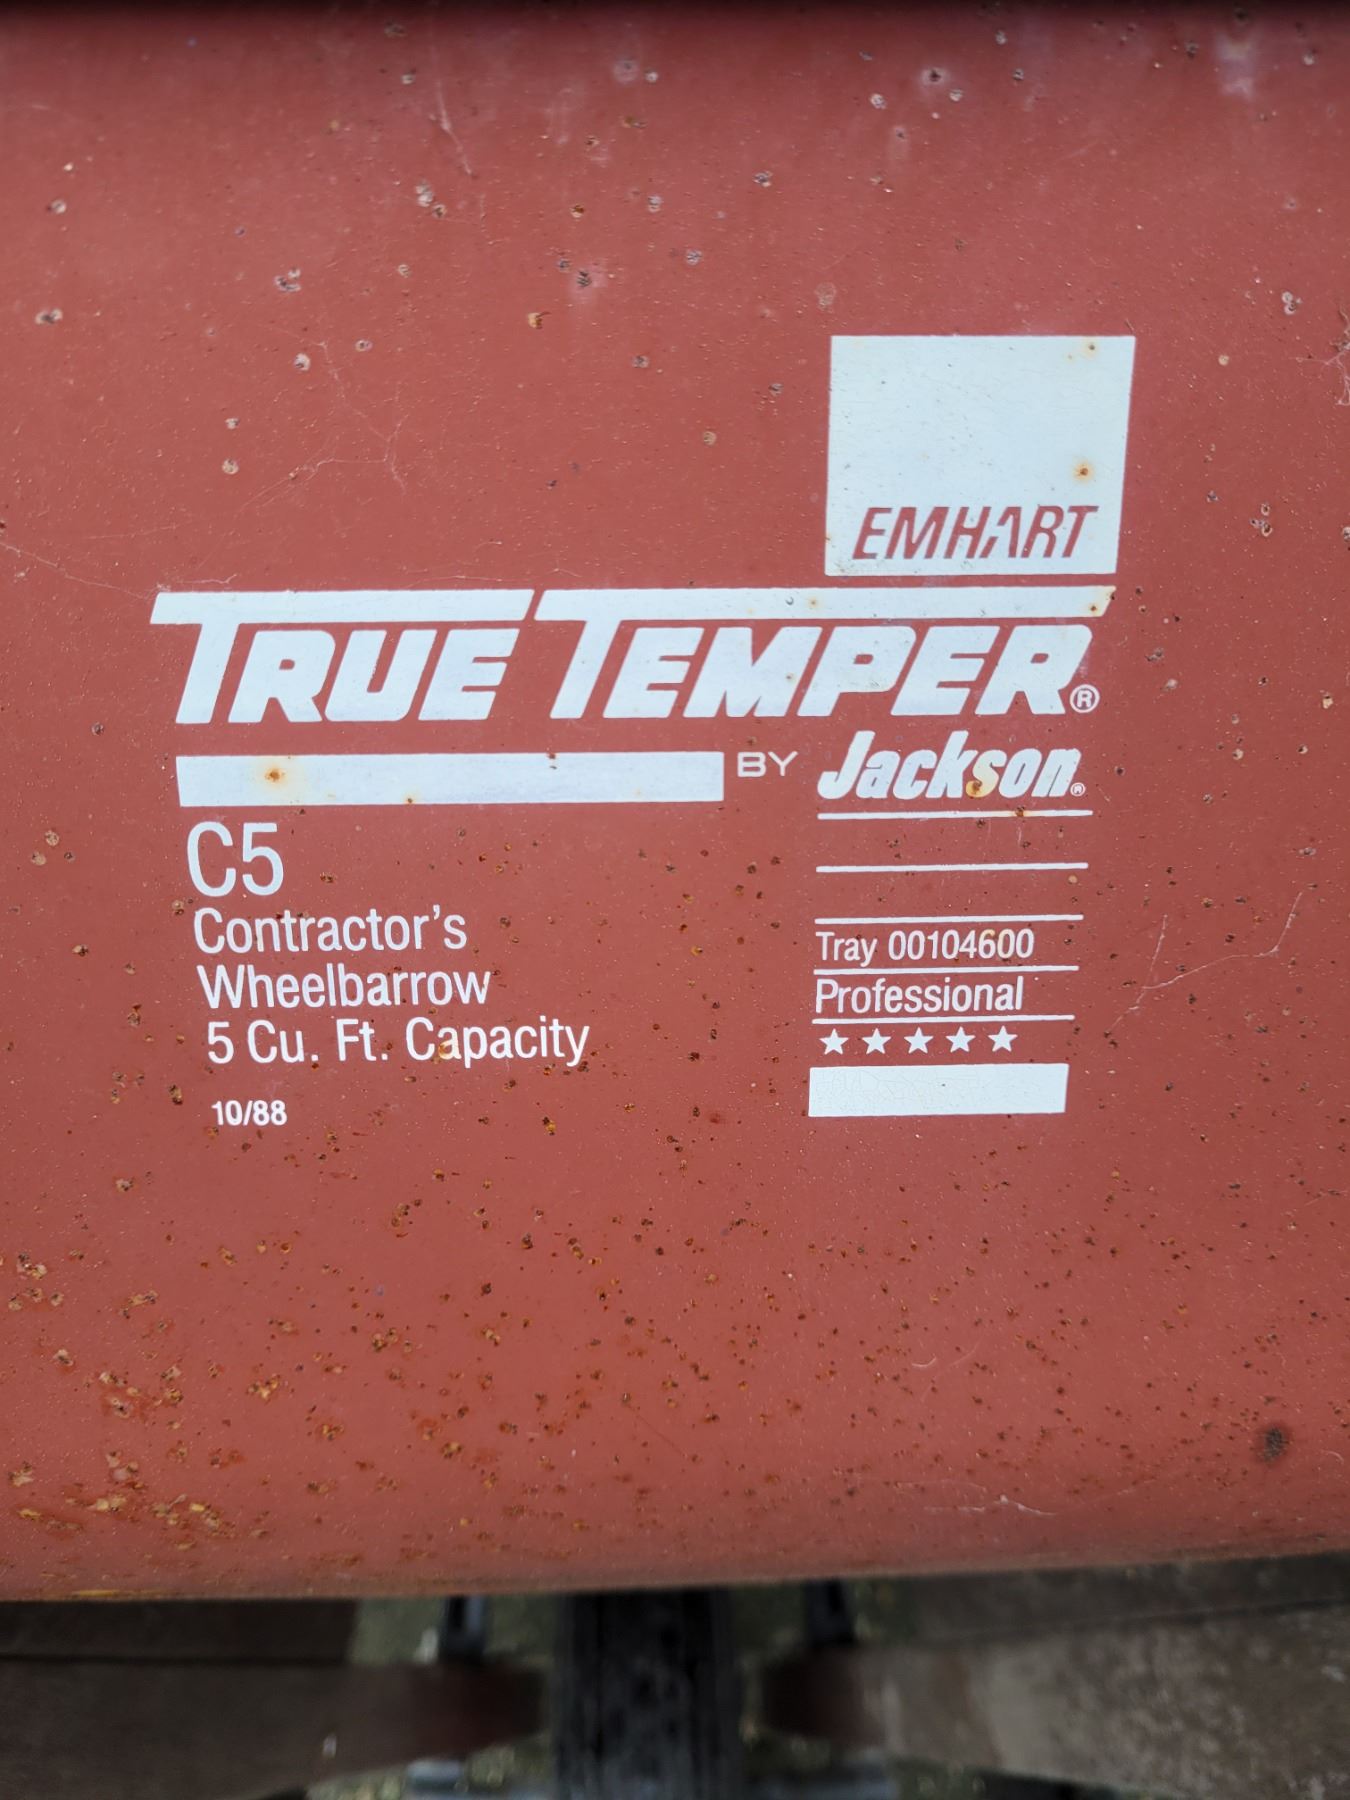 EMHART
TRUE TEMPER®
BY Jackson®
C5
Contractor's
Wheelbarrow
5 Cu. Ft. Capacity
10/88
Tray 00104600
Professional
★★★★★